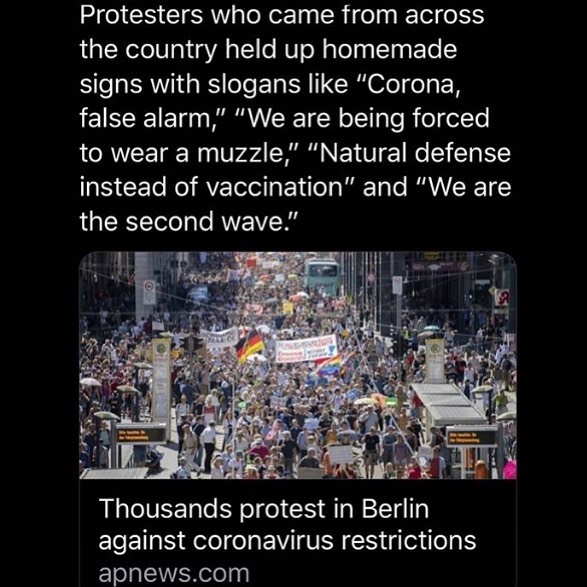 Protesters who came from across
the country held up homemade
signs with slogans like “Corona,
false alarm,” “We are being forced
to wear a muzzle,” “Natural defense
instead of vaccination” and “We are
the second wave.”
Thousands protest in Berlin
against coronavirus restrictions
apnews.com